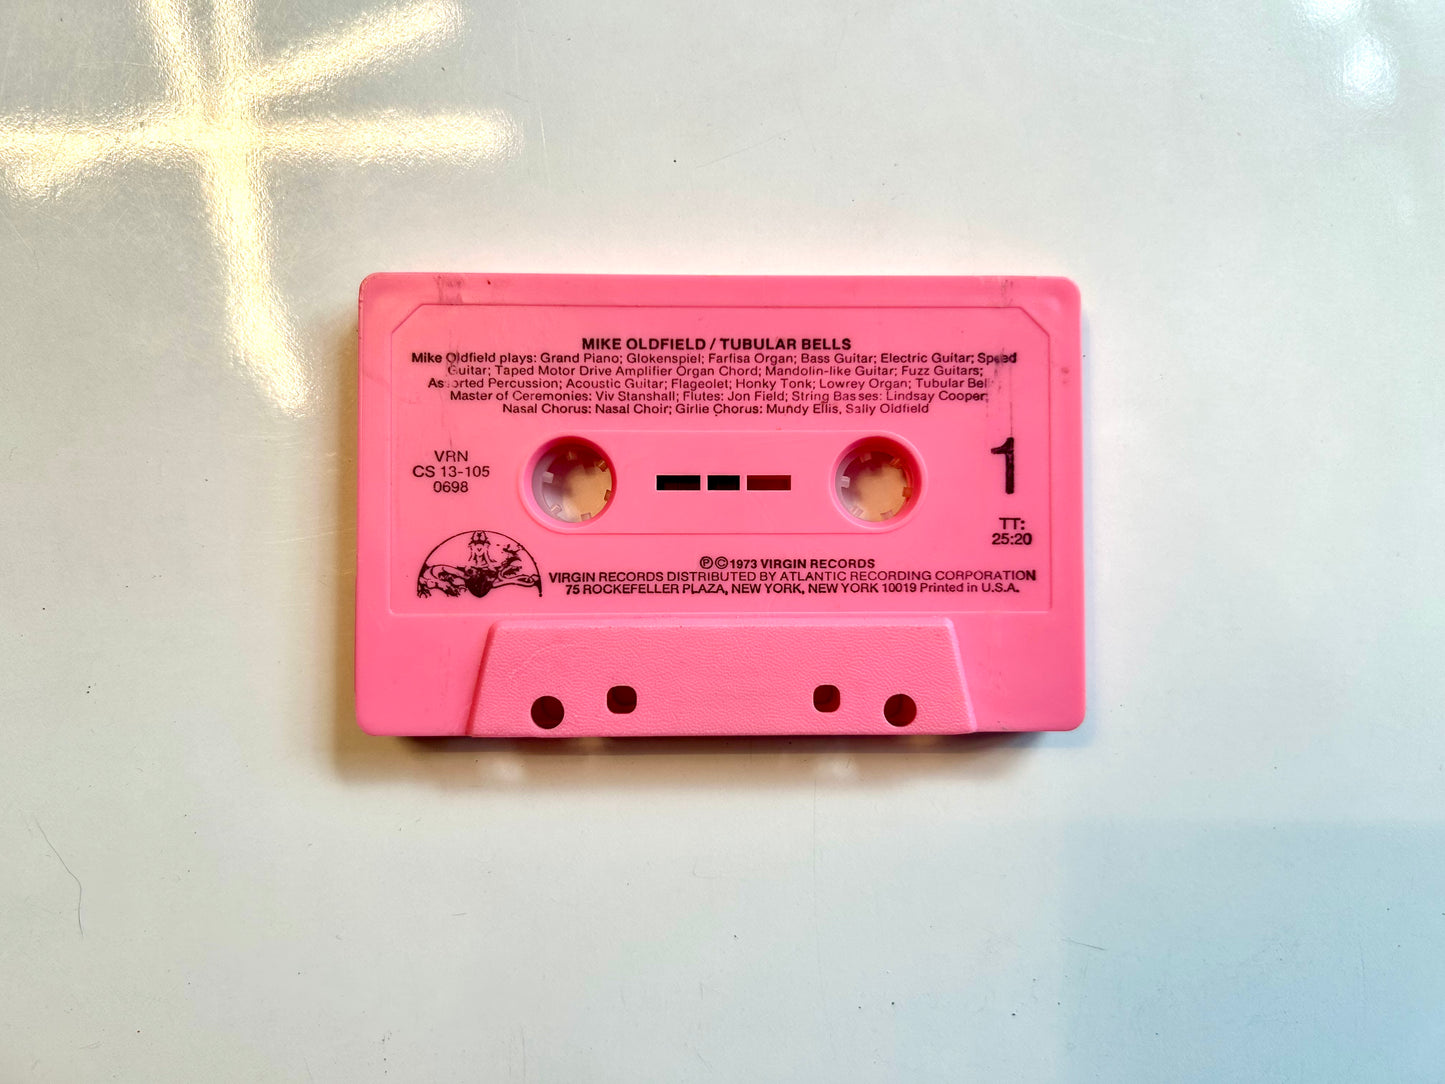 MIKE OLDFIELD / TUBULAR BELLS
Mike Oldfield plays: Grand Piano; Glokenspiel; Farfisa Organ; Bass Guitar; Electric Guitar; Speed
Guitar; Taped Motor Drive Amplifier Organ Chord; Mandolin-like Guitar; Fuzz Guitars;
Assorted Percussion; Acoustic Guitar; Flageolet; Honky Tonk; Lowrey Organ; Tubular Bell
Master of Ceremonies: Viv Stanshall; Flutes: Jon Field; String Basses: Lindsay Cooper;
Nasal Chorus: Nasal Choir; Girlie Chorus: Mundy Ellis, Sally Oldfield
VRN
CS 13-105
0698
1
TT:
25:20
Ⓟ©1973 VIRGIN RECORDS
VIRGIN RECORDS DISTRIBUTED BY ATLANTIC RECORDING CORPORATION
75 ROCKEFELLER PLAZA, NEW YORK, NEW YORK 10019 Printed in U.S.A.